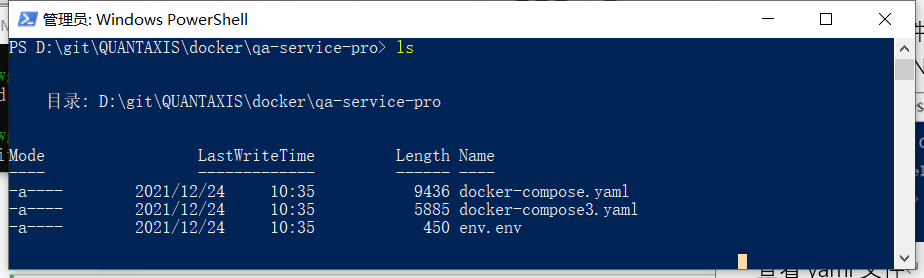 管理员: Windows PowerShell
PS D:\git\QUANTAXIS\docker\qa-service-pro> ls
目录: D:\git\QUANTAXIS\docker\qa-service-pro
Mode LastWriteTime Length Name
---- ------------- ------ ----
-a---- 2021/12/24 10:35 9436 docker-compose.yaml
-a---- 2021/12/24 10:35 5885 docker-compose3.yaml
-a---- 2021/12/24 10:35 450 env.env